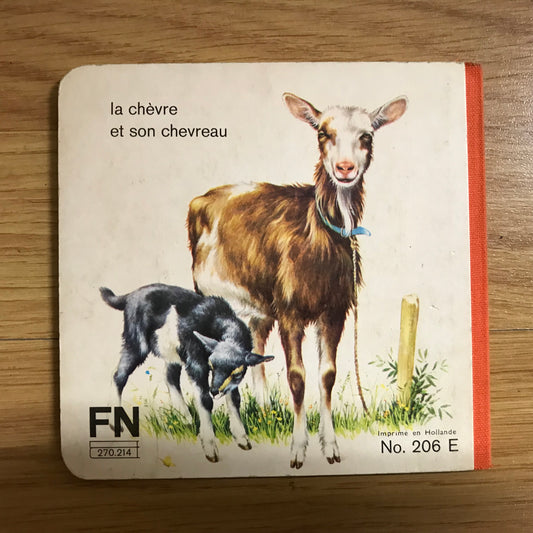 la chèvre
et son chevreau
FN
270.214
Imprimé en Hollande
No. 206 E